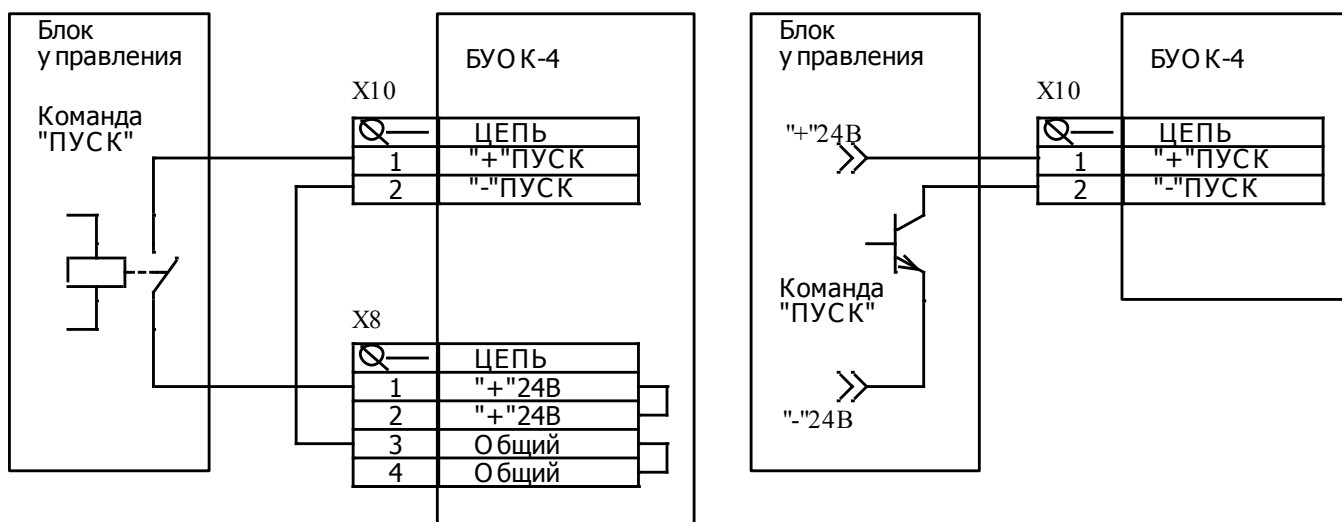 Блок
управления
БУОК-4
X10
Команда
"ПУСК"
ЦЕПЬ
1 "+"ПУСК
2 "-"ПУСК
X8
ЦЕПЬ
1 "+"24В
2 "+"24В
3 Общий
4 Общий
Блок
управления
БУОК-4
X10
"+"24В
ЦЕПЬ
1 "+"ПУСК
2 "-"ПУСК
Команда
"ПУСК"
"-"24В